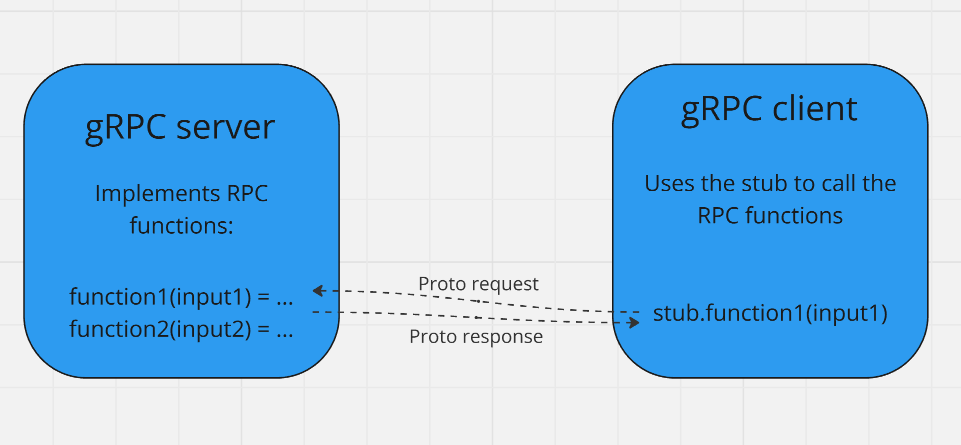 gRPC server
Implements RPC
functions:
function1(input1) = ...
function2(input2) = ...
Proto request
Proto response
gRPC client
Uses the stub to call the
RPC functions
stub.function1(input1)